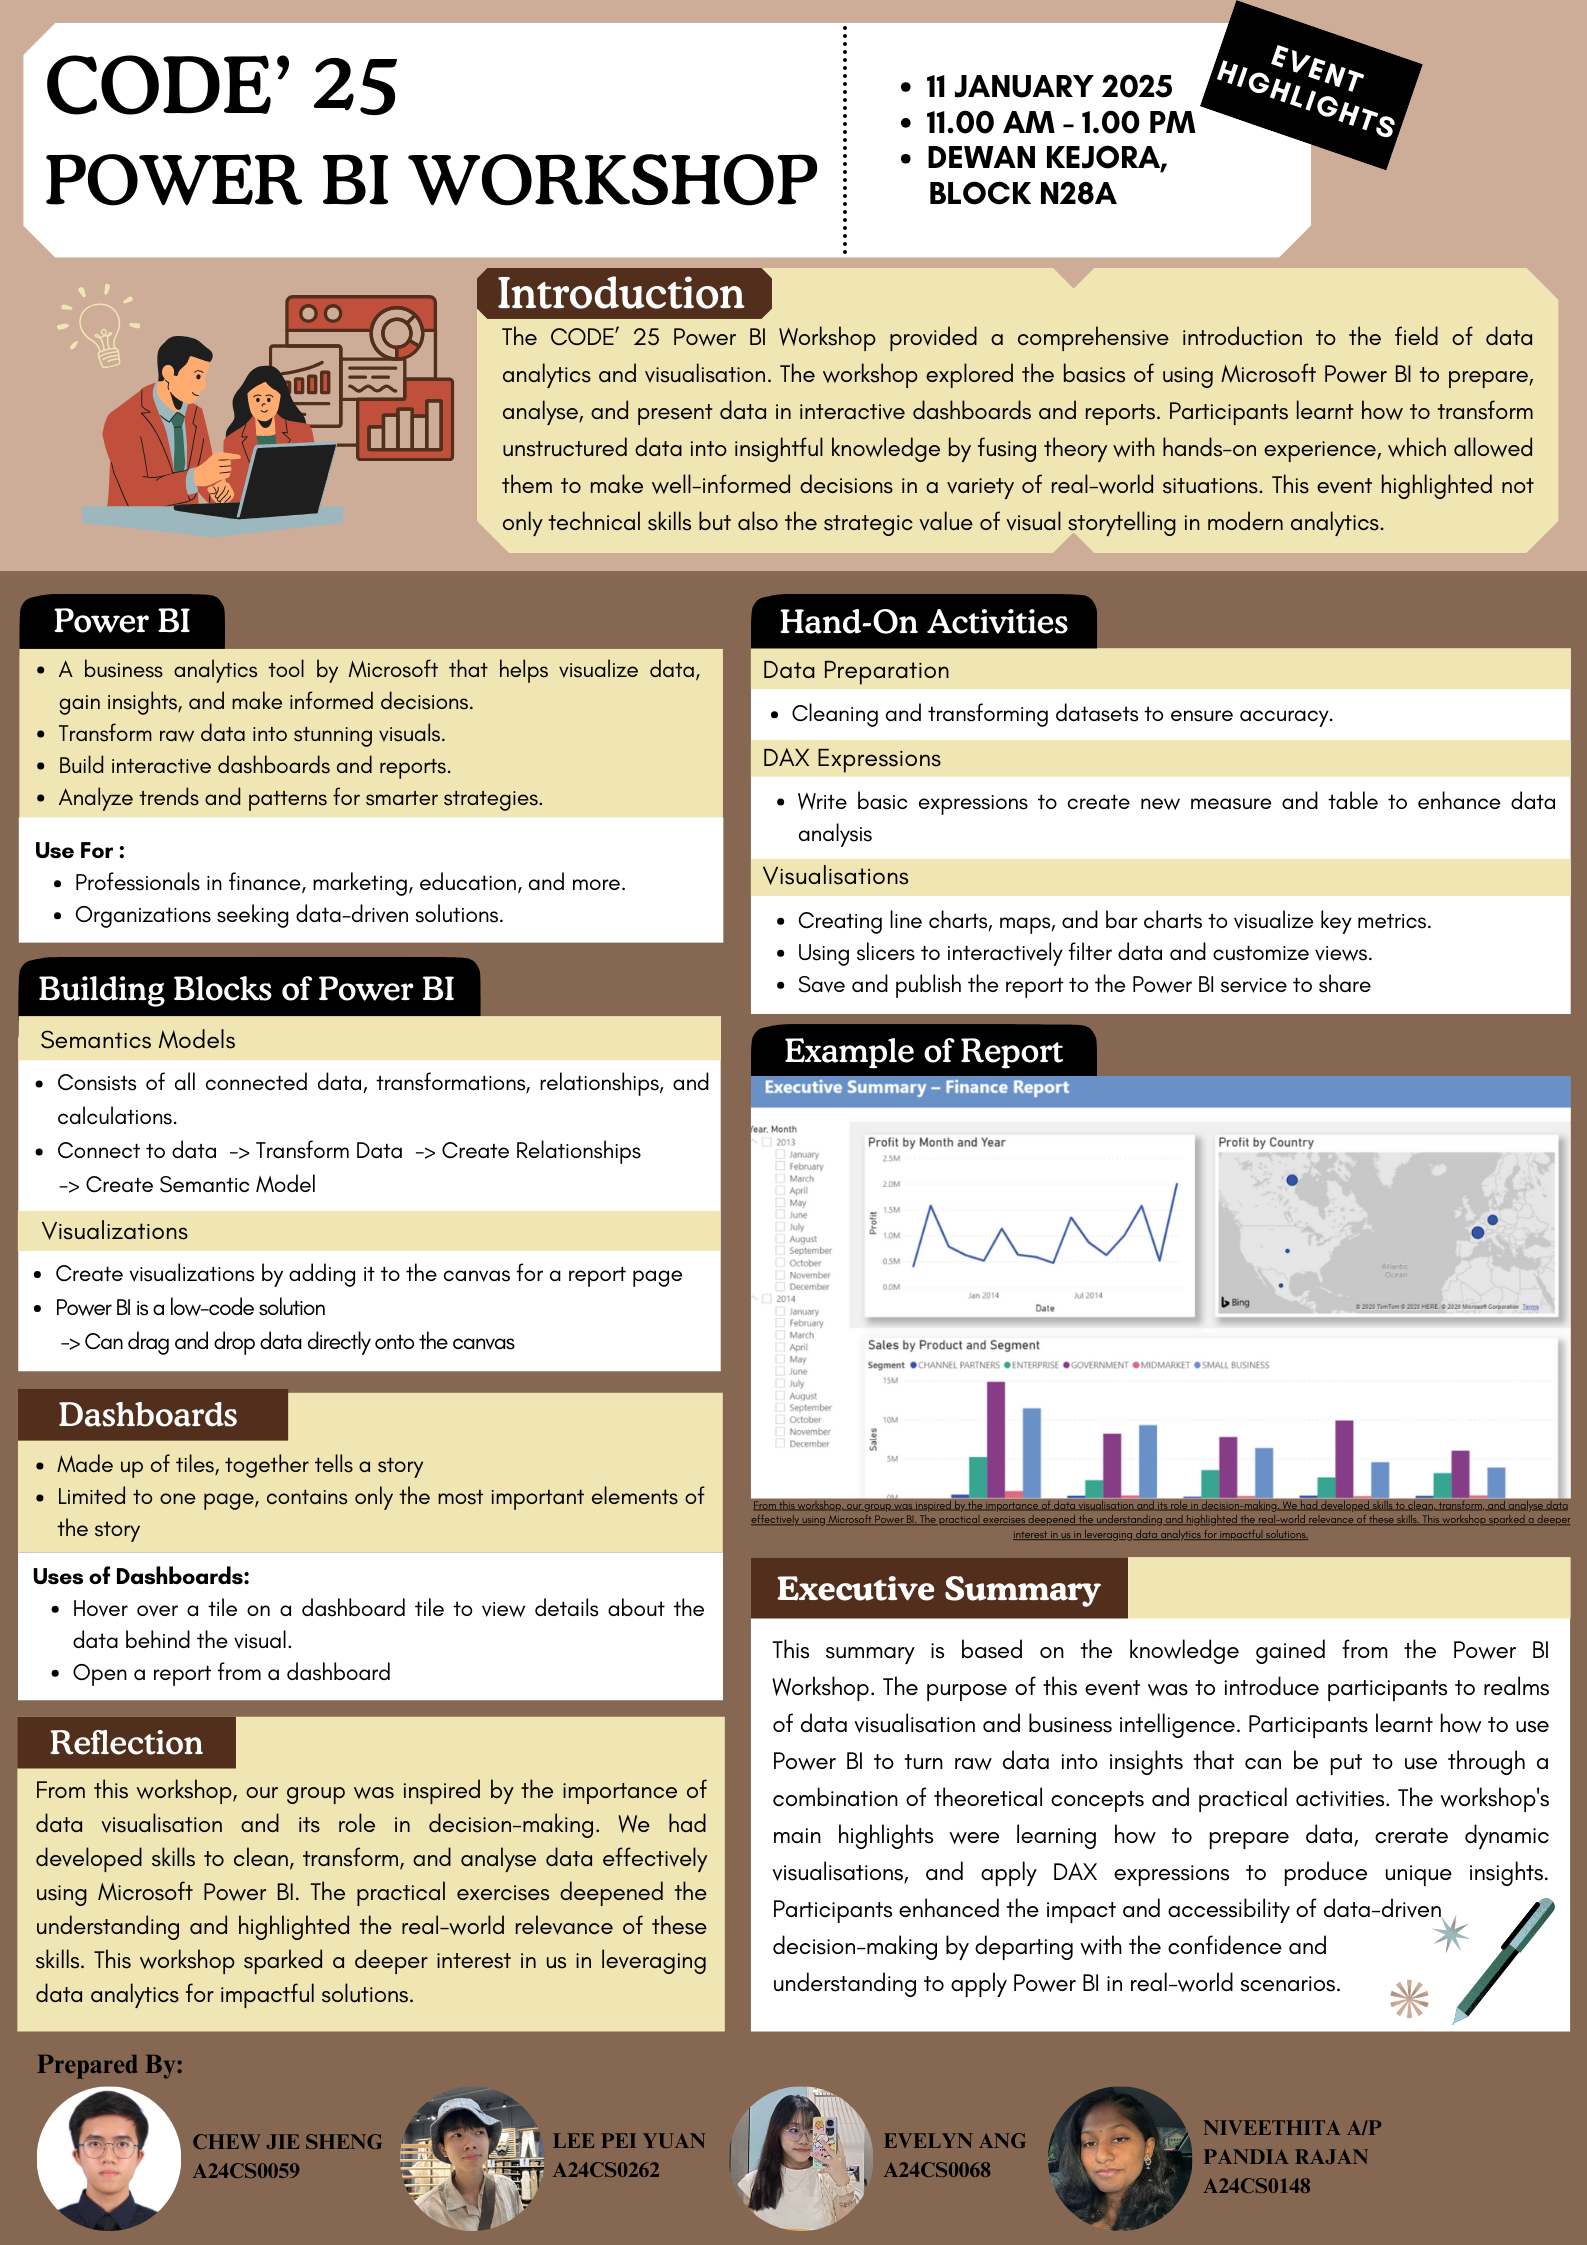 CODE’ 25
POWER BI WORKSHOP
• 11 JANUARY 2025
• 11.00 AM - 1.00 PM
• DEWAN KEJORA,
BLOCK N28A
EVENT
HIGHLIGHTS
Introduction
The CODE’ 25 Power BI Workshop provided a comprehensive introduction to the field of data
analytics and visualisation. The workshop explored the basics of using Microsoft Power BI to prepare,
analyse, and present data in interactive dashboards and reports. Participants learnt how to transform
unstructured data into insightful knowledge by fusing theory with hands-on experience, which allowed
them to make well-informed decisions in a variety of real-world situations. This event highlighted not
only technical skills but also the strategic value of visual storytelling in modern analytics.
Power BI
• A business analytics tool by Microsoft that helps visualize data,
gain insights, and make informed decisions.
• Transform raw data into stunning visuals.
• Build interactive dashboards and reports.
• Analyze trends and patterns for smarter strategies.
Use For :
• Professionals in finance, marketing, education, and more.
• Organizations seeking data-driven solutions.
Building Blocks of Power BI
Semantics Models
• Consists of all connected data, transformations, relationships, and
calculations.
• Connect to data -> Transform Data -> Create Relationships
-> Create Semantic Model
Visualizations
• Create visualizations by adding it to the canvas for a report page
• Power BI is a low-code solution
-> Can drag and drop data directly onto the canvas
Dashboards
• Made up of tiles, together tells a story
• Limited to one page, contains only the most important elements of
the story
Uses of Dashboards:
• Hover over a tile on a dashboard tile to view details about the
data behind the visual.
• Open a report from a dashboard
Reflection
From this workshop, our group was inspired by the importance of
data visualisation and its role in decision-making. We had
developed skills to clean, transform, and analyse data effectively
using Microsoft Power BI. The practical exercises deepened the
understanding and highlighted the real-world relevance of these
skills. This workshop sparked a deeper interest in us in leveraging
data analytics for impactful solutions.
Hand-On Activities
Data Preparation
• Cleaning and transforming datasets to ensure accuracy.
DAX Expressions
• Write basic expressions to create new measure and table to enhance data
analysis
Visualisations
• Creating line charts, maps, and bar charts to visualize key metrics.
• Using slicers to interactively filter data and customize views.
• Save and publish the report to the Power BI service to share
Example of Report
Executive Summary – Finance Report
Year, Month
2013
January
February
March
April
May
June
July
August
September
October
November
December
2014
January
February
March
April
May
June
July
August
September
October
November
December
Profit by Month and Year
2.5M
2.0M
1.5M
1.0M
0.5M
0.0M
Profit
Jan 2014
Jul 2014
Date
Profit by Country
Atlantic
Ocean
Bing
© 2020 TomTom © 2020 HERE, © 2020 Microsoft Corporation Terms
Sales by Product and Segment
Segment CHANNEL PARTNERS ENTERPRISE GOVERNMENT MIDMARKET SMALL BUSINESS
15M
10M
5M
0M
Sales
From this workshop, our group was inspired by the importance of data visualisation and its role in decision-making. We had developed skills to clean, transform, and analyse data
effectively using Microsoft Power BI. The practical exercises deepened the understanding and highlighted the real-world relevance of these skills. This workshop sparked a deeper
interest in us in leveraging data analytics for impactful solutions.
Executive Summary
This summary is based on the knowledge gained from the Power BI
Workshop. The purpose of this event was to introduce participants to realms
of data visualisation and business intelligence. Participants learnt how to use
Power BI to turn raw data into insights that can be put to use through a
combination of theoretical concepts and practical activities. The workshop's
main highlights were learning how to prepare data, crerate dynamic
visualisations, and apply DAX expressions to produce unique insights.
Participants enhanced the impact and accessibility of data-driven
decision-making by departing with the confidence and
understanding to apply Power BI in real-world scenarios.
Prepared By:
CHEW JIE SHENG
A24CS0059
LEE PEI YUAN
A24CS0262
EVELYN ANG
A24CS0068
NIVEETHITA A/P
PANDIA RAJAN
A24CS0148